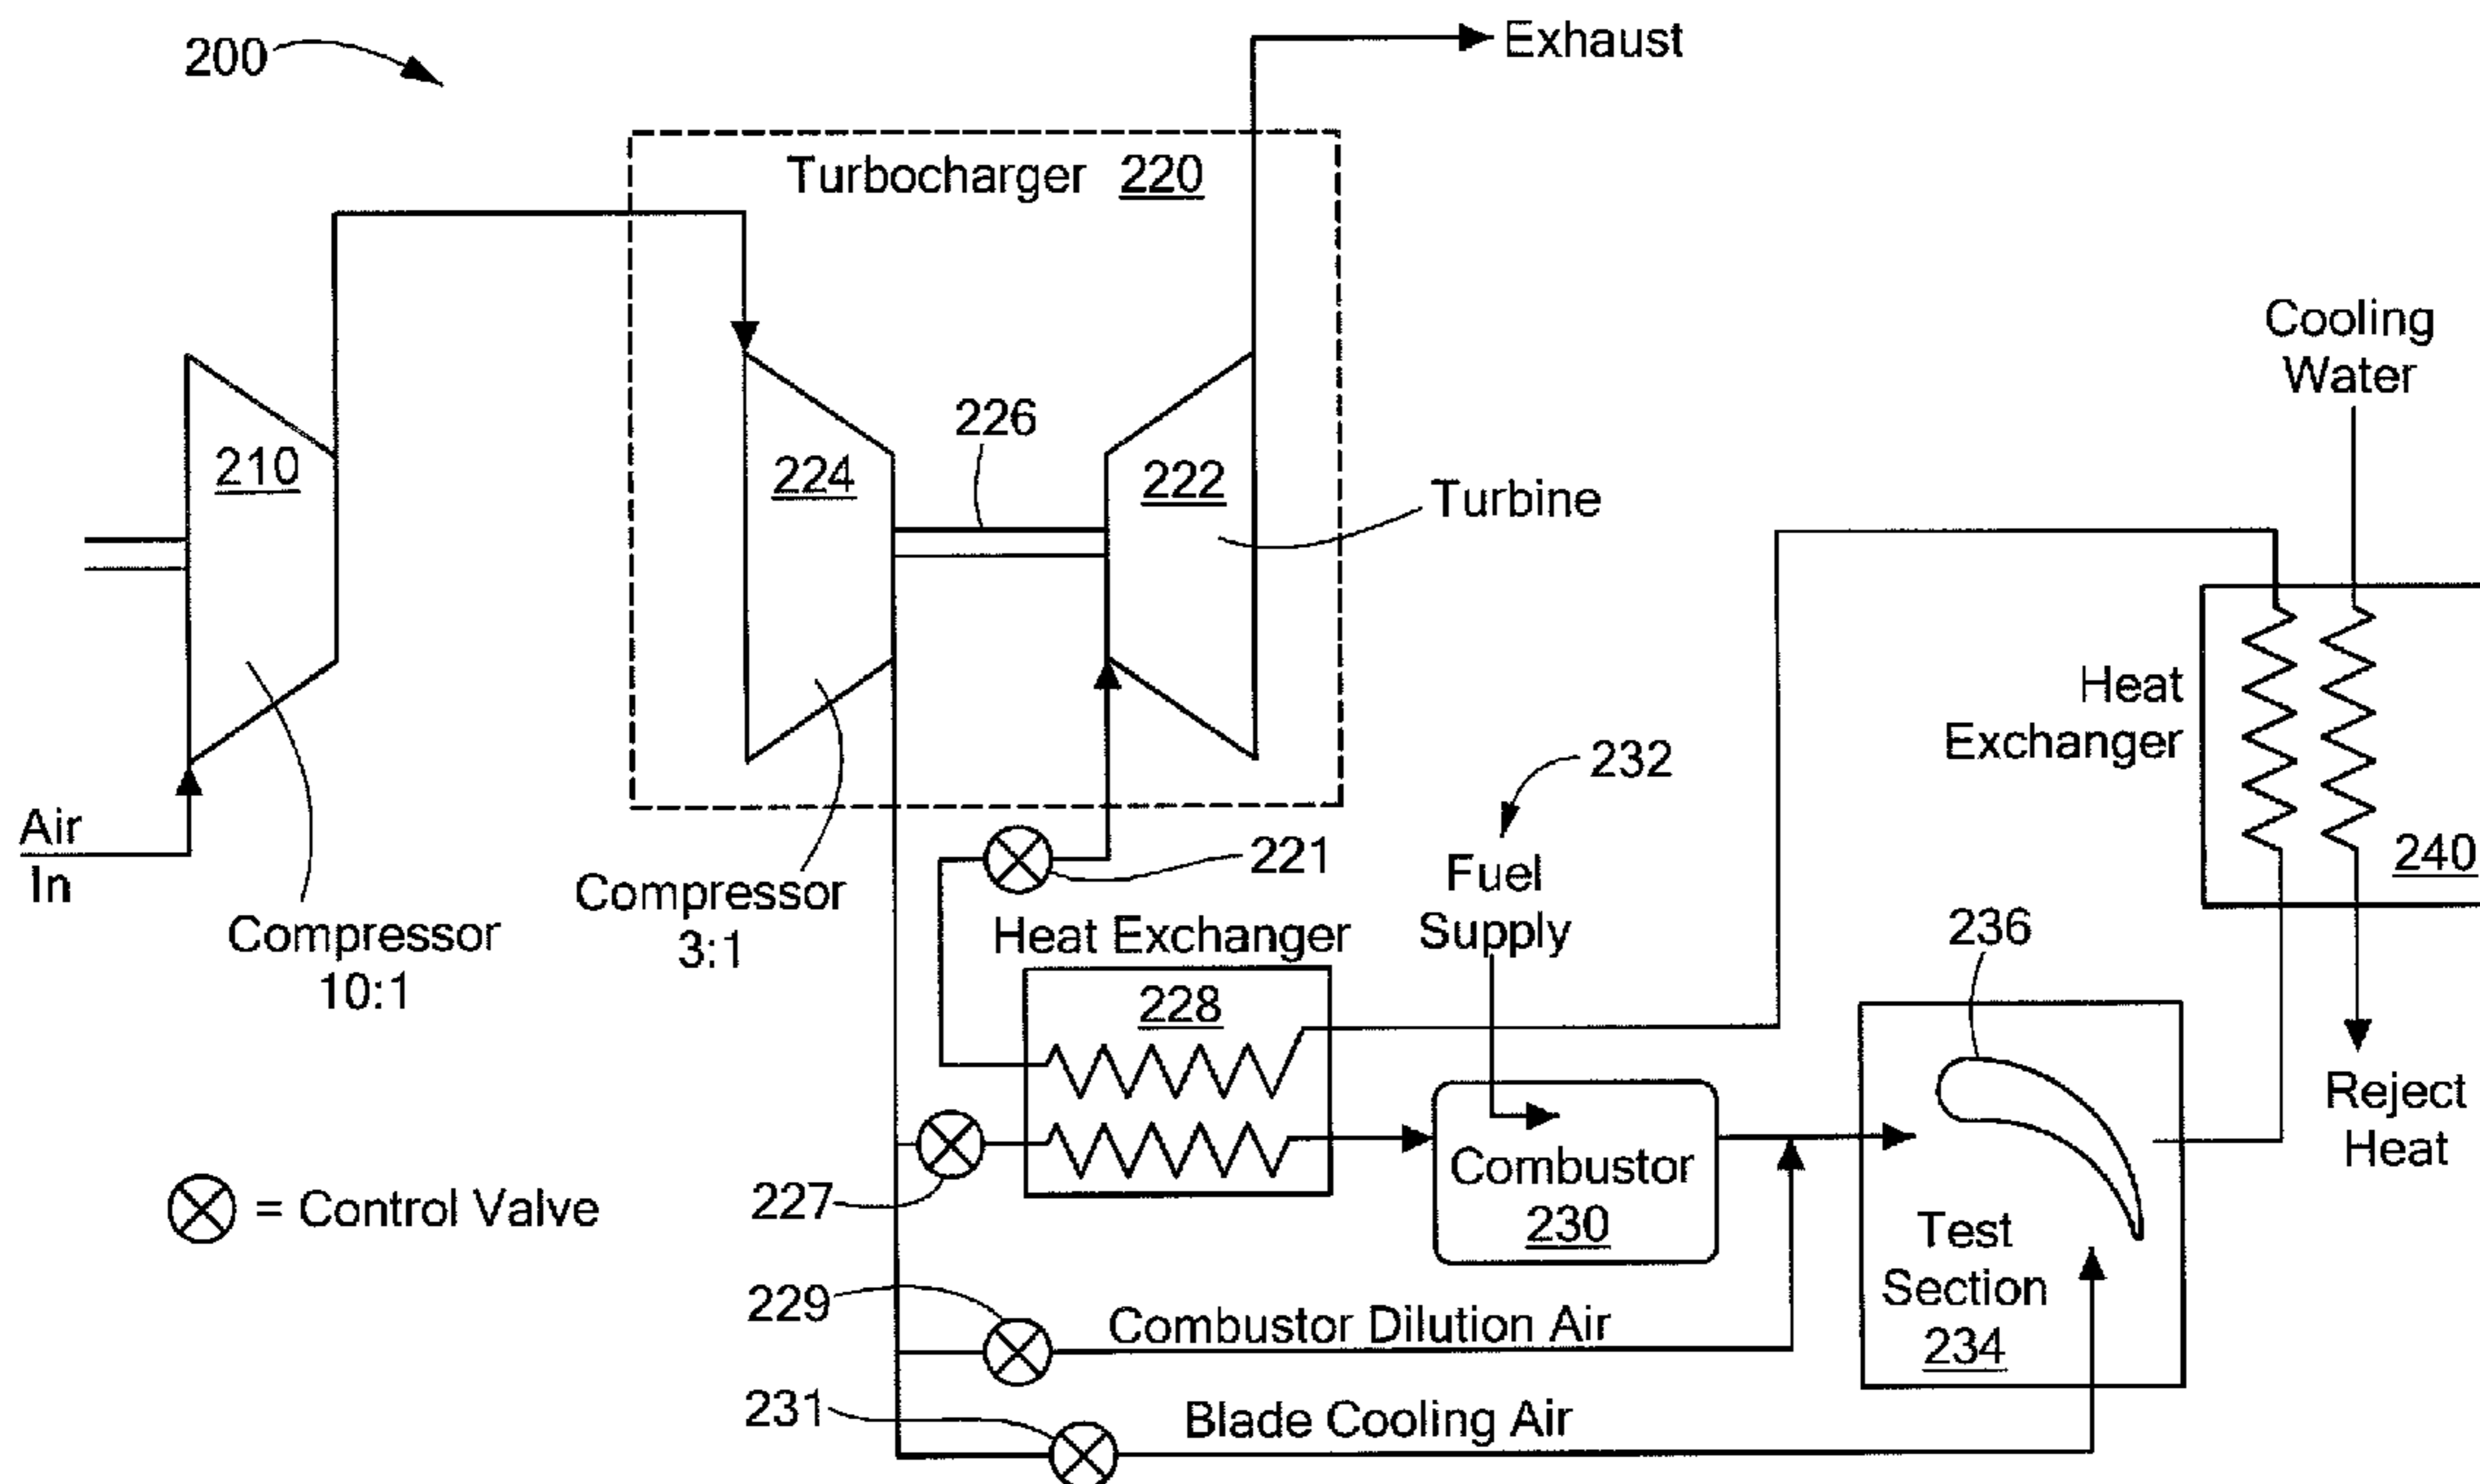 200
Exhaust
Turbocharger 220
Cooling
Water
226
210
224
222
Turbine
Heat
Exchanger
232
Air
In
221
240
Compressor
3:1
Fuel
Supply
Compressor
10:1
Heat Exchanger
236
228
Reject
Heat
Combustor
230
227
= Control Valve
Test
Section
234
229
Combustor Dilution Air
231
Blade Cooling Air